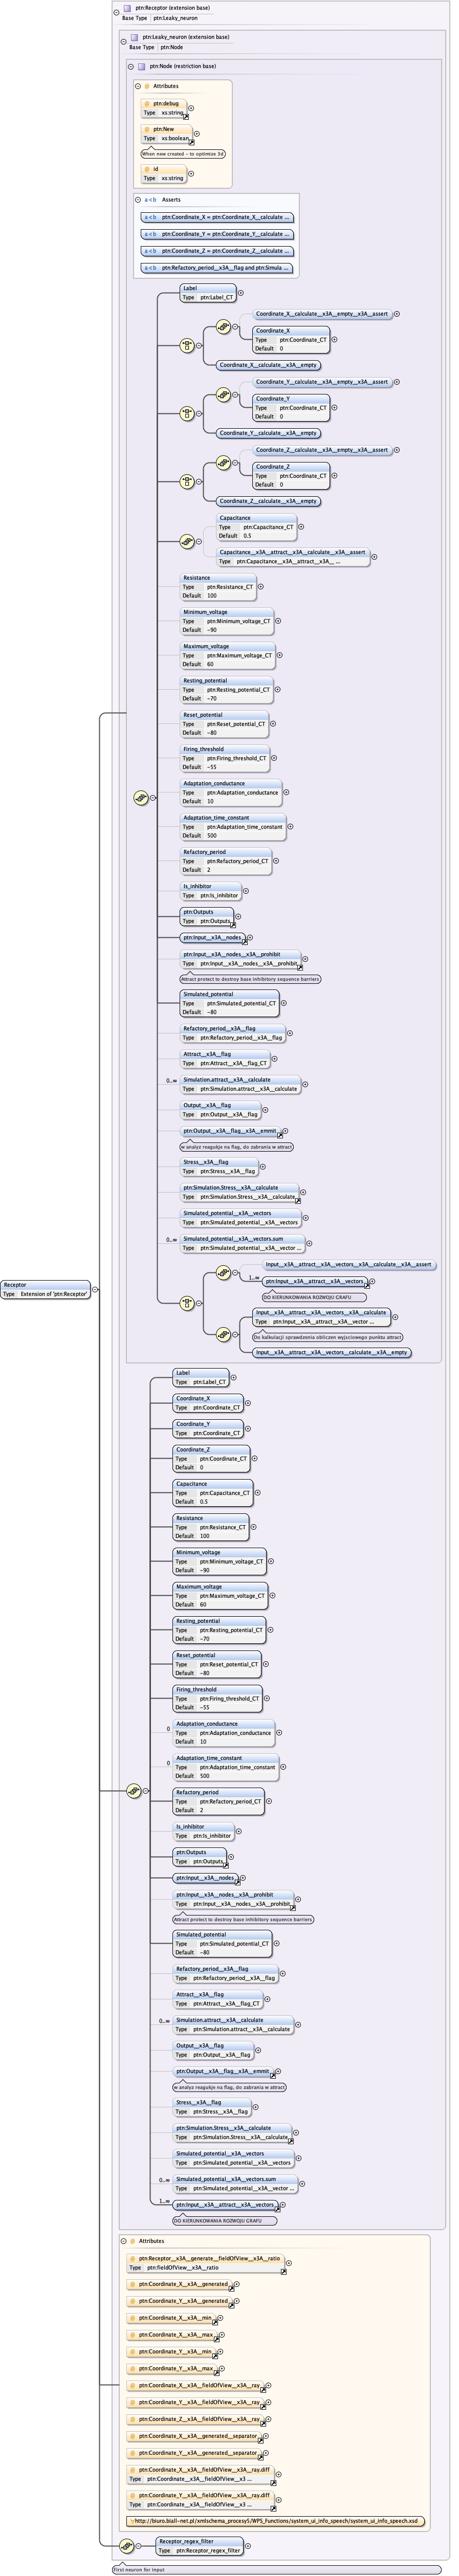 ptn:Receptor (extension base)
Base Type ptn:Leaky_neuron
ptn:Leaky_neuron (extension base)
Base Type ptn:Node
ptn:Node (restriction base)
Attributes
ptn:debug
Type xs:string
ptn:New
Type xs:boolean
When new created - to optimize 3d
id
Type xs:string
a<b Asserts
a<b ptn:Coordinate_X = ptn:Coordinate_X__calculate ...
a<b ptn:Coordinate_Y = ptn:Coordinate_Y__calculate ...
a<b ptn:Coordinate_Z = ptn:Coordinate_Z__calculate ...
a<b ptn:Refactory_period__x3A__flag and ptn:Simula ...
Label
Type ptn:Label_CT
Coordinate_X__calculate__x3A__empty__x3A__assert
Coordinate_X
Type ptn:Coordinate_CT
Default 0
Coordinate_X__calculate__x3A__empty
Coordinate_Y__calculate__x3A__empty__x3A__assert
Coordinate_Y
Type ptn:Coordinate_CT
Default 0
Coordinate_Y__calculate__x3A__empty
Coordinate_Z__calculate__x3A__empty__x3A__assert
Coordinate_Z
Type ptn:Coordinate_CT
Default 0
Coordinate_Z__calculate__x3A__empty
Capacitance
Type ptn:Capacitance_CT
Default 0.5
Capacitance__x3A__attract__x3A__calculate__x3A__assert
Type ptn:Capacitance__x3A__attract__x3A__ ...
Resistance
Type ptn:Resistance_CT
Default 100
Minimum_voltage
Type ptn:Minimum_voltage_CT
Default -90
Maximum_voltage
Type ptn:Maximum_voltage_CT
Default 60
Resting_potential
Type ptn:Resting_potential_CT
Default -70
Reset_potential
Type ptn:Reset_potential_CT
Default -80
Firing_threshold
Type ptn:Firing_threshold_CT
Default -55
Adaptation_conductance
Type ptn:Adaptation_conductance
Default 10
Adaptation_time_constant
Type ptn:Adaptation_time_constant
Default 500
Refactory_period
Type ptn:Refactory_period_CT
Default 2
Is_inhibitor
Type ptn:Is_inhibitor
ptn:Outputs
Type ptn:Outputs
ptn:Input__x3A__nodes
ptn:Input__x3A__nodes__x3A__prohibit
Type ptn:Input__x3A__nodes__x3A__prohibit
Attract protect to destroy base inhibitory sequence barriers
Simulated_potential
Type ptn:Simulated_potential_CT
Default -80
Refactory_period__x3A__flag
Type ptn:Refactory_period__x3A__flag
Attract__x3A__flag
Type ptn:Attract__x3A__flag_CT
0..∞ Simulation.attract__x3A__calculate
Type ptn:Simulation.attract__x3A__calculate
Output__x3A__flag
Type ptn:Output__x3A__flag
ptn:Output__x3A__flag__x3A__emmit
w analyz reagukje na flag, do zabrania w attract
Stress__x3A__flag
Type ptn:Stress__x3A__flag
ptn:Simulation.Stress__x3A__calculate
Type ptn:Simulation.Stress__x3A__calculate
Simulated_potential__x3A__vectors
Type ptn:Simulated_potential__x3A__vectors
0..∞ Simulated_potential__x3A__vectors.sum
Type ptn:Simulated_potential__x3A__vector ...
Input__x3A__attract__x3A__vectors__x3A__calculate__x3A__assert
1..∞ ptn:Input__x3A__attract__x3A__vectors
DO KIERUNKOWANIA ROZWOJU GRAFU
Input__x3A__attract__x3A__vectors__x3A__calculate
Type ptn:Input__x3A__attract__x3A__vector ...
Do kalkulacji sprawdzenia obliczen wyjsciowego punktu attract
Input__x3A__attract__x3A__vectors__calculate__x3A__empty
Receptor
Type Extension of 'ptn:Receptor'
Label
Type ptn:Label_CT
Coordinate_X
Type ptn:Coordinate_CT
Coordinate_Y
Type ptn:Coordinate_CT
Coordinate_Z
Type ptn:Coordinate_CT
Default 0
Capacitance
Type ptn:Capacitance_CT
Default 0.5
Resistance
Type ptn:Resistance_CT
Default 100
Minimum_voltage
Type ptn:Minimum_voltage_CT
Default -90
Maximum_voltage
Type ptn:Maximum_voltage_CT
Default 60
Resting_potential
Type ptn:Resting_potential_CT
Default -70
Reset_potential
Type ptn:Reset_potential_CT
Default -80
Firing_threshold
Type ptn:Firing_threshold_CT
Default -55
0 Adaptation_conductance
Type ptn:Adaptation_conductance
Default 10
0 Adaptation_time_constant
Type ptn:Adaptation_time_constant
Default 500
Refactory_period
Type ptn:Refactory_period_CT
Default 2
Is_inhibitor
Type ptn:Is_inhibitor
ptn:Outputs
Type ptn:Outputs
ptn:Input__x3A__nodes
ptn:Input__x3A__nodes__x3A__prohibit
Type ptn:Input__x3A__nodes__x3A__prohibit
Attract protect to destroy base inhibitory sequence barriers
Simulated_potential
Type ptn:Simulated_potential_CT
Default -80
Refactory_period__x3A__flag
Type ptn:Refactory_period__x3A__flag
Attract__x3A__flag
Type ptn:Attract__x3A__flag_CT
0..∞ Simulation.attract__x3A__calculate
Type ptn:Simulation.attract__x3A__calculate
Output__x3A__flag
Type ptn:Output__x3A__flag
ptn:Output__x3A__flag__x3A__emmit
w analyz reagukje na flag, do zabrania w attract
Stress__x3A__flag
Type ptn:Stress__x3A__flag
ptn:Simulation.Stress__x3A__calculate
Type ptn:Simulation.Stress__x3A__calculate
Simulated_potential__x3A__vectors
Type ptn:Simulated_potential__x3A__vectors
0..∞ Simulated_potential__x3A__vectors.sum
Type ptn:Simulated_potential__x3A__vector ...
1..∞ ptn:Input__x3A__attract__x3A__vectors
DO KIERUNKOWANIA ROZWOJU GRAFU
Attributes
ptn:Receptor__x3A__generate__fieldOfView__x3A__ratio
Type ptn:fieldOfView__x3A__ratio
ptn:Coordinate_X__x3A__generated
ptn:Coordinate_Y__x3A__generated
ptn:Coordinate_X__x3A__min
ptn:Coordinate_X__x3A__max
ptn:Coordinate_Y__x3A__min
ptn:Coordinate_Y__x3A__max
ptn:Coordinate_X__x3A__fieldOfView__x3A__ray
ptn:Coordinate_Y__x3A__fieldOfView__x3A__ray
ptn:Coordinate_Z__x3A__fieldOfView__x3A__ray
ptn:Coordinate_X__x3A__generated__separator
ptn:Coordinate_Y__x3A__generated__separator
ptn:Coordinate_X__x3A__fieldOfView__x3A__ray.diff
Type ptn:Coordinate__x3A__fieldOfView__x3 ...
ptn:Coordinate_Y__x3A__fieldOfView__x3A__ray.diff
Type ptn:Coordinate__x3A__fieldOfView__x3 ...
http://biuro.biall-net.pl/xmlschema_procesy5/WPS_Functions/system_ui_info_speech/system_ui_info_speech.xsd
Receptor_regex_filter
Type ptn:Receptor_regex_filter
First neuron for input